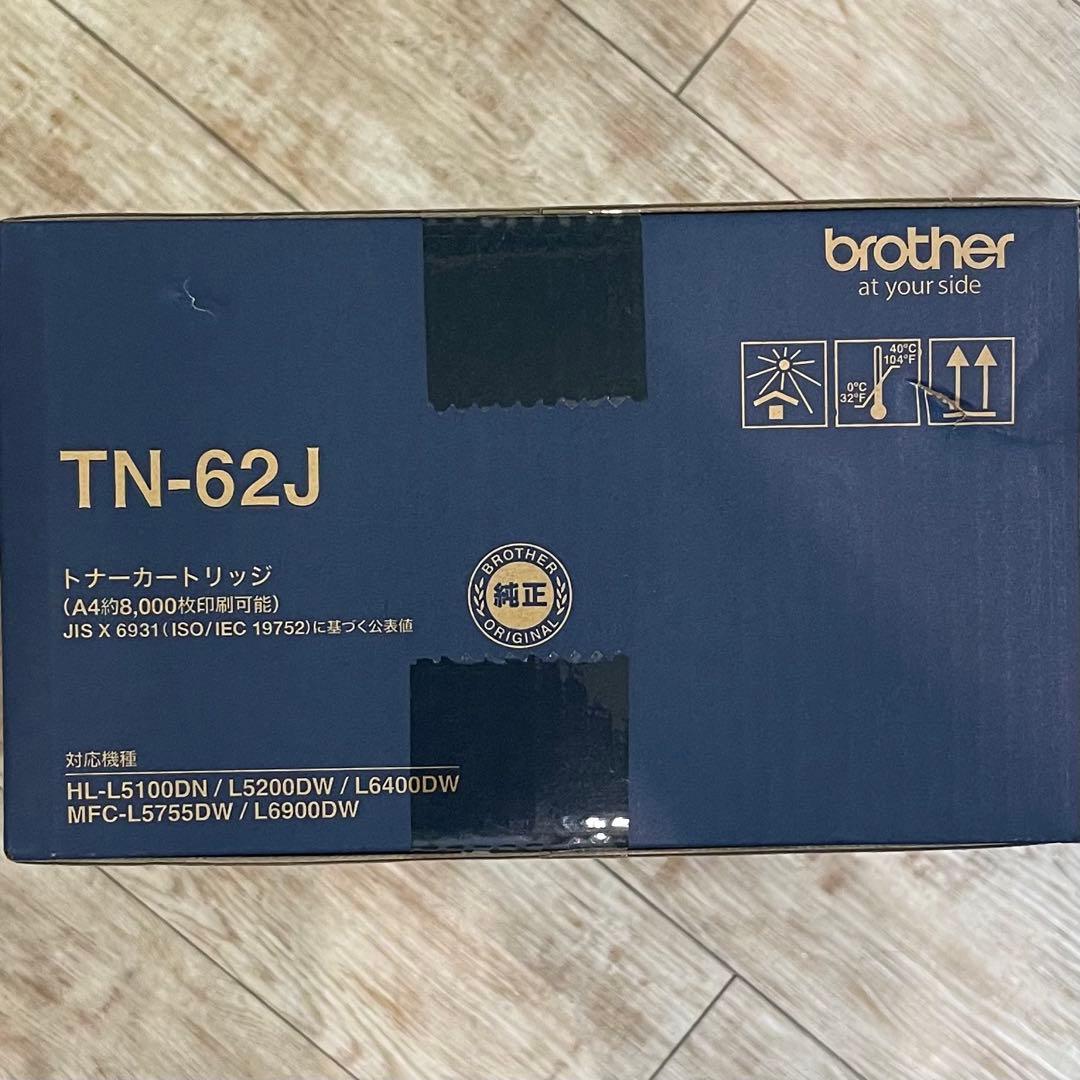 brother
at your side
40°C
104°F
0°C
32°F
TN-62J
トナーカートリッジ
(A4約8,000枚印刷可能)
JIS X 6931(ISO/IEC 19752)に基づく公表値
BROTHER
純正
ORIGINAL
対応機種
HL-L5100DN / L5200DW / L6400DW
MFC-L5755DW / L6900DW